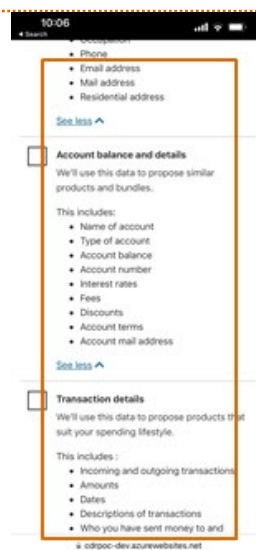 10:06
◂ Search
• Occupation
• Phone
• Email address
• Mail address
• Residential address
See less
Account balance and details
We'll use this data to propose similar
products and bundles.
This includes:
• Name of account
• Type of account
• Account balance
• Account number
• Interest rates
• Fees
• Discounts
• Account terms
• Account mail address
See less
Transaction details
We'll use this data to propose products that
suit your spending lifestyle.
This includes :
• Incoming and outgoing transactions
• Amounts
• Dates
• Descriptions of transactions
• Who you have sent money to and
cdrpoc-dev.azurewebsites.net